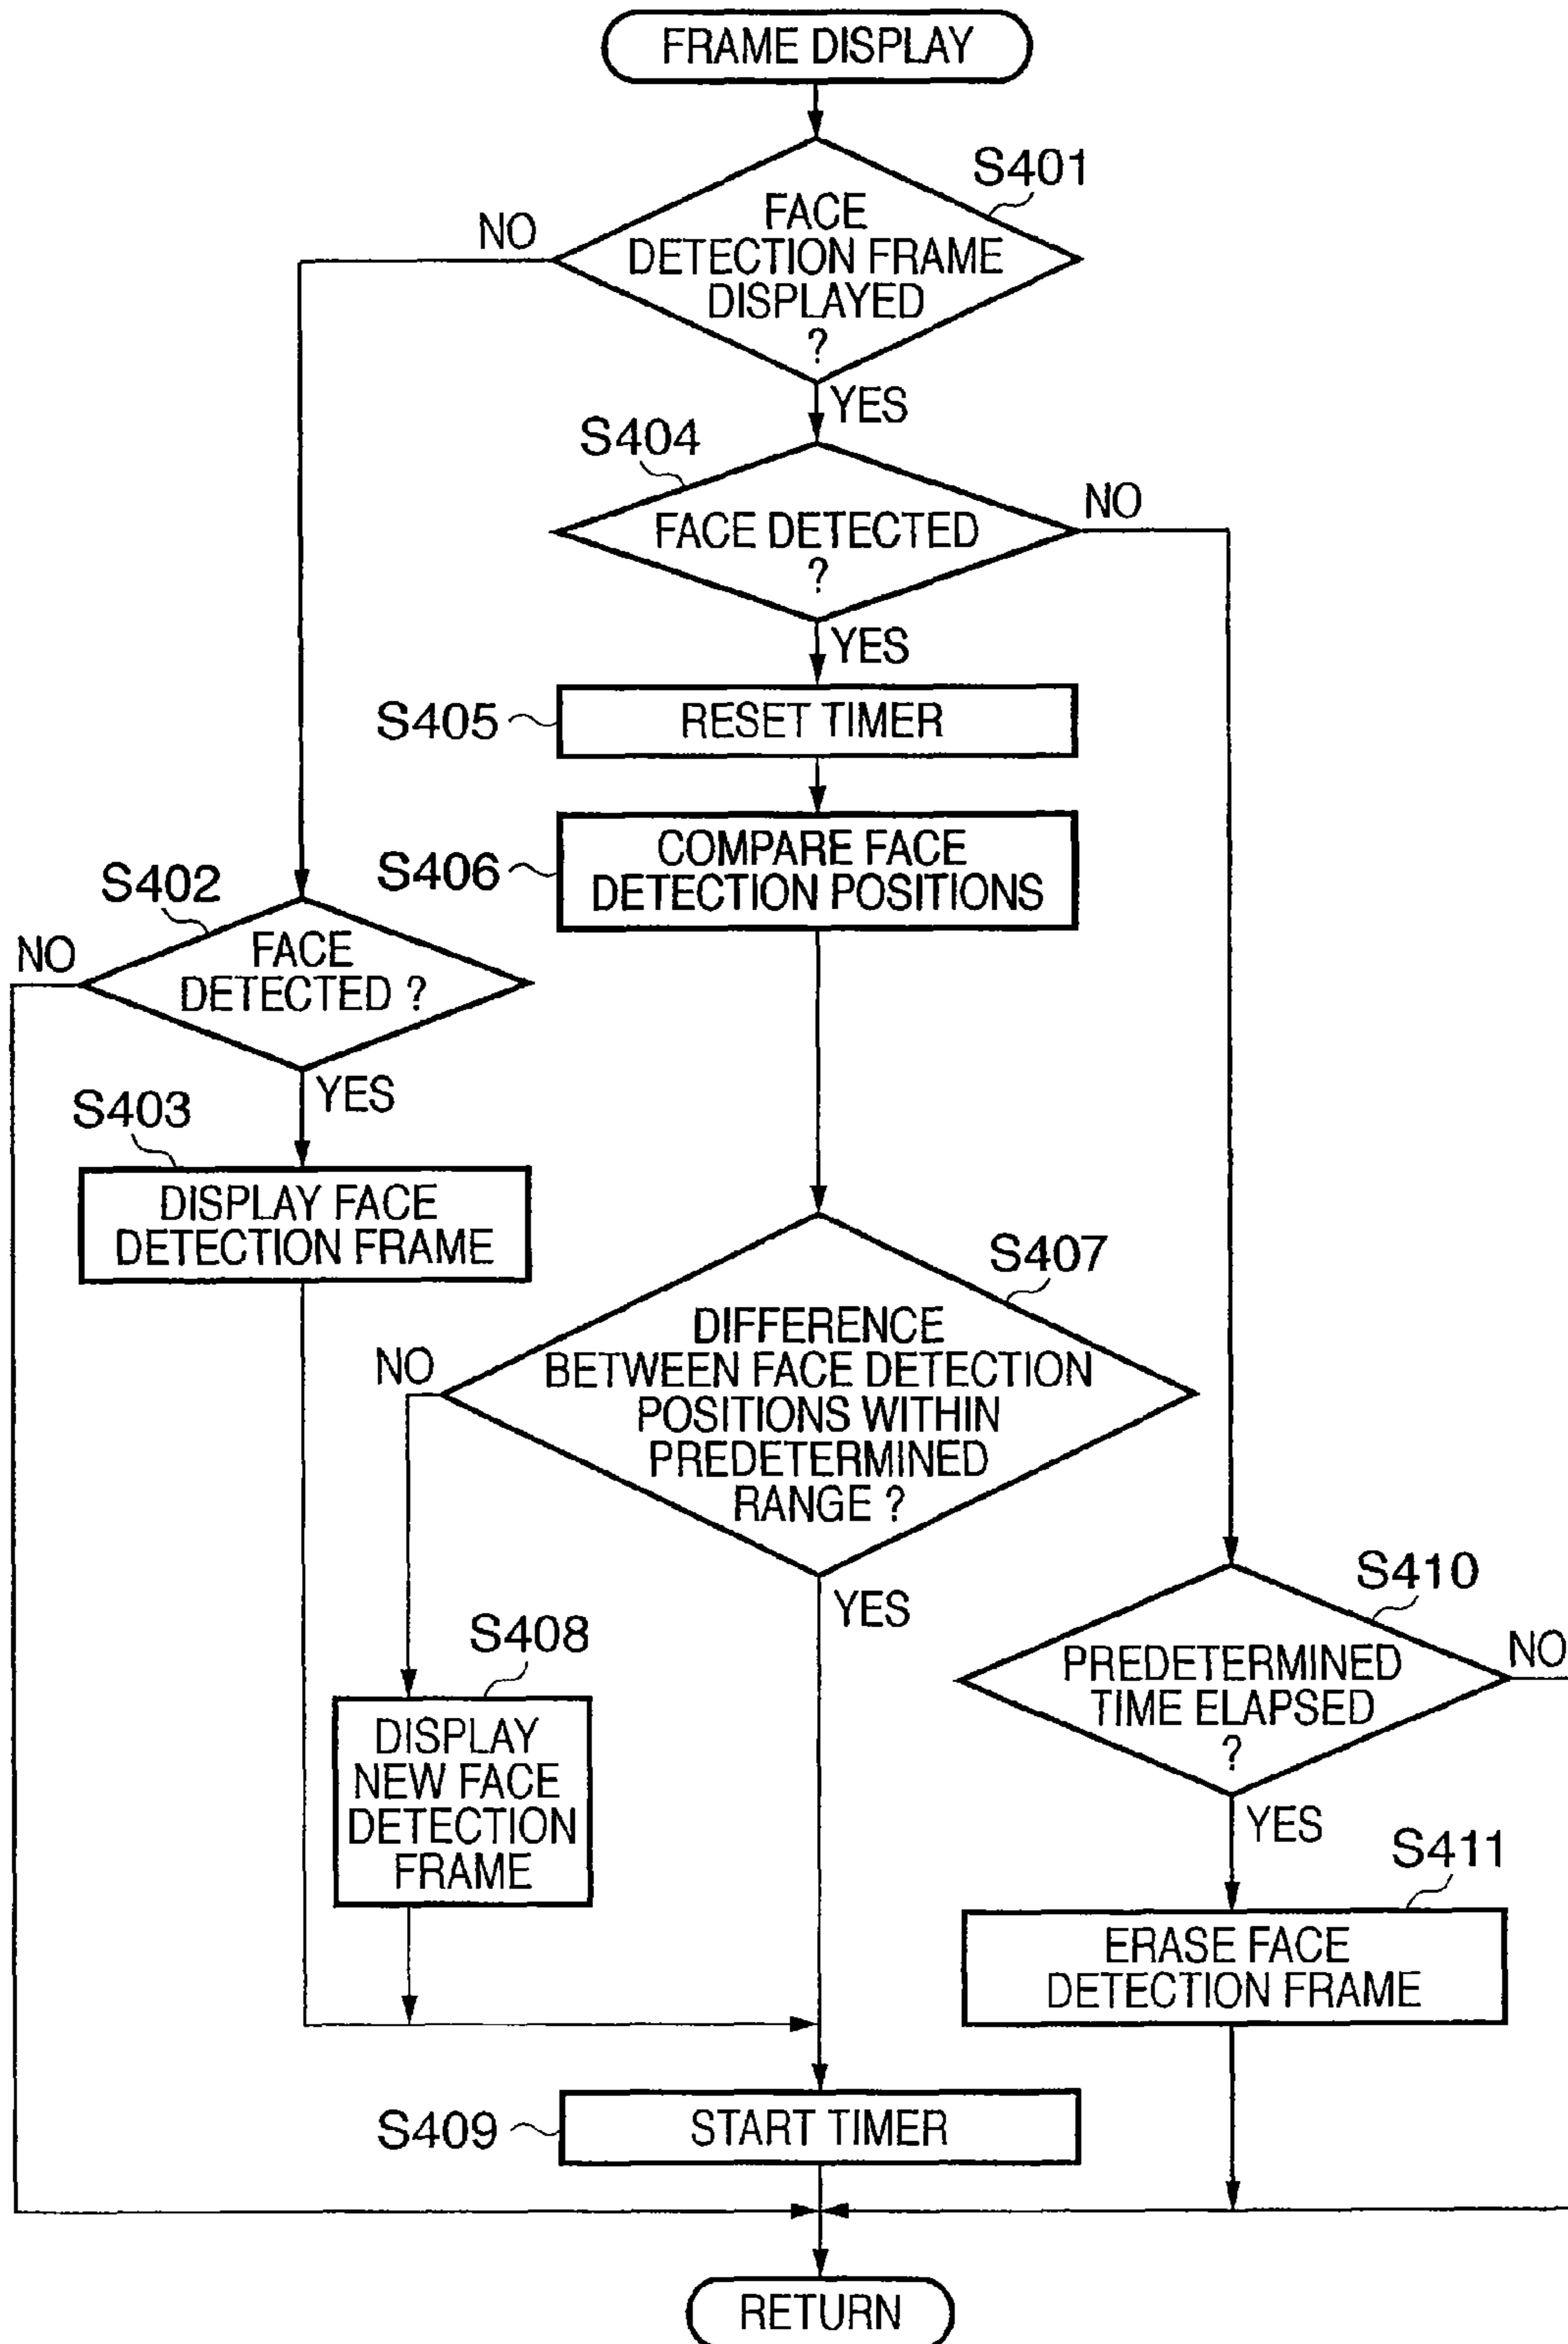 FRAME DISPLAY
S401
FACE
DETECTION FRAME
DISPLAYED
?
NO
YES
S404
FACE DETECTED
?
NO
YES
S405
RESET TIMER
S406
COMPARE FACE
DETECTION POSITIONS
S402
FACE
DETECTED ?
NO
YES
S403
DISPLAY FACE
DETECTION FRAME
S407
DIFFERENCE
BETWEEN FACE DETECTION
POSITIONS WITHIN
PREDETERMINED
RANGE ?
NO
YES
S408
DISPLAY
NEW FACE
DETECTION
FRAME
S410
PREDETERMINED
TIME ELAPSED
?
NO
YES
S411
ERASE FACE
DETECTION FRAME
S409
START TIMER
RETURN